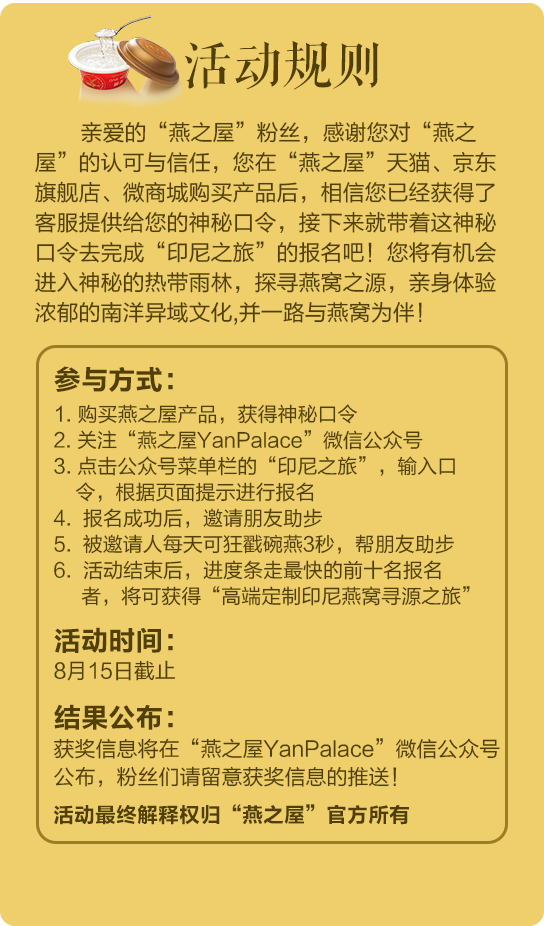 活动规则
亲爱的“燕之屋”粉丝，感谢您对“燕之
屋”的认可与信任，您在“燕之屋”天猫、京东
旗舰店、微商城购买产品后，相信您已经获得了
客服提供给您的神秘口令，接下来就带着这神秘
口令去完成“印尼之旅”的报名吧！您将有机会
进入神秘的热带雨林，探寻燕窝之源，亲身体验
浓郁的南洋异域文化,并一路与燕窝为伴！
参与方式：
1. 购买燕之屋产品，获得神秘口令
2. 关注“燕之屋YanPalace”微信公众号
3. 点击公众号菜单栏的“印尼之旅”，输入口
令，根据页面提示进行报名
4. 报名成功后，邀请朋友助步
5. 被邀请人每天可狂戳碗燕3秒，帮朋友助步
6. 活动结束后，进度条走最快的前十名报名
者，将可获得“高端定制印尼燕窝寻源之旅”
活动时间：
8月15日截止
结果公布：
获奖信息将在“燕之屋YanPalace”微信公众号
公布，粉丝们请留意获奖信息的推送！
活动最终解释权归“燕之屋”官方所有